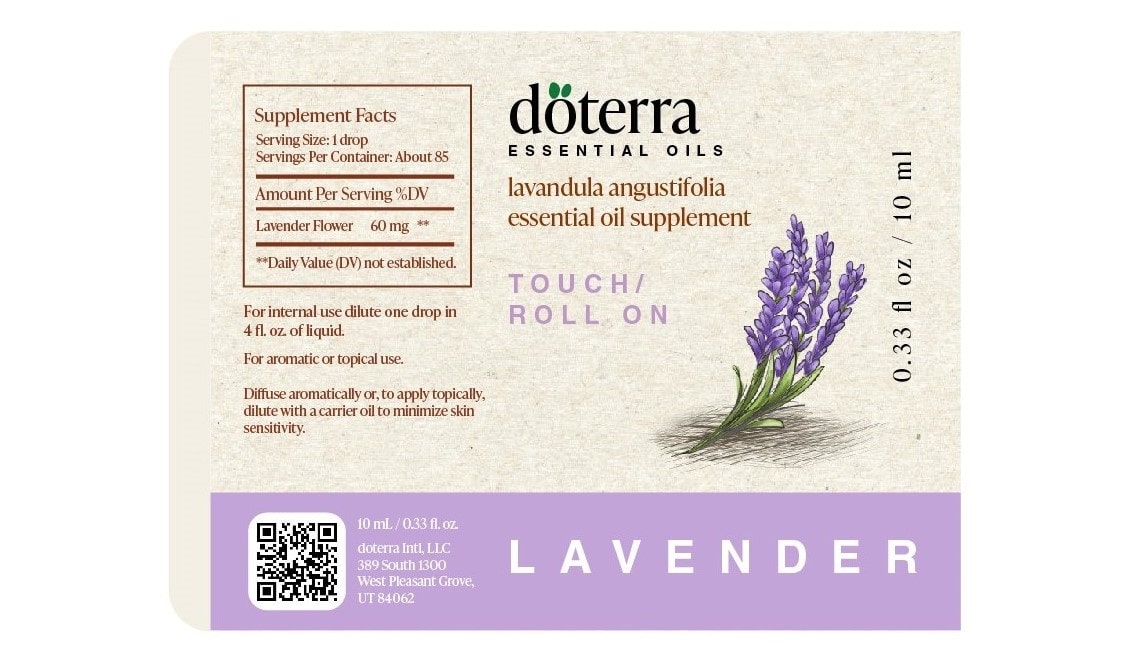 Supplement Facts
Serving Size: 1 drop
Servings Per Container: About 85
Amount Per Serving %DV
Lavender Flower 60 mg **
**Daily Value (DV) not established.
For internal use dilute one drop in
4 fl. oz. of liquid.
For aromatic or topical use.
Diffuse aromatically or, to apply topically,
dilute with a carrier oil to minimize skin
sensitivity.
döterra
ESSENTIAL OILS
lavandula angustifolia
essential oil supplement
TOUCH/
ROLL ON
0.33 fl oz / 10 ml
10 mL / 0.33 fl. oz.
doterra Intl, LLC
389 South 1300
West Pleasant Grove,
UT 84062
LAVENDER